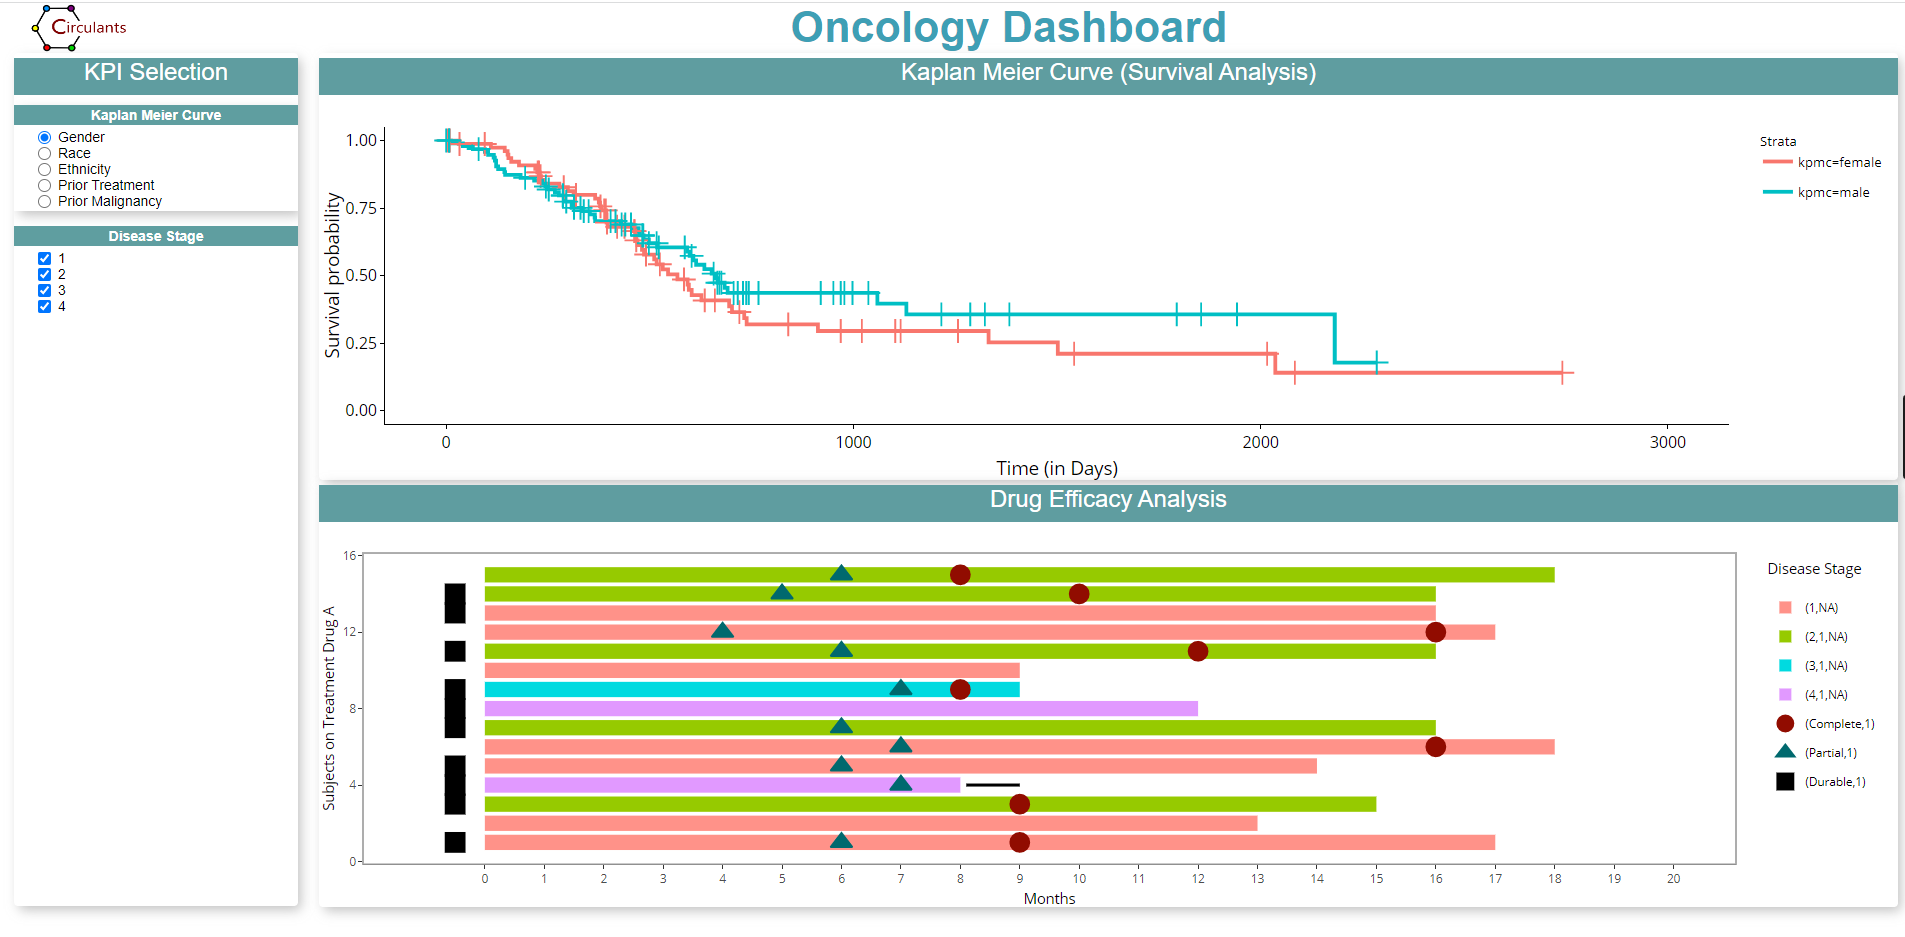 Circulants
Oncology Dashboard
KPI Selection
Kaplan Meier Curve
Gender
Race
Ethnicity
Prior Treatment
Prior Malignancy
Disease Stage
1
2
3
4
Kaplan Meier Curve (Survival Analysis)
Survival probability
1.00
0.75
0.50
0.25
0.00
0 1000 2000 3000
Time (in Days)
Strata
kpmc=female
kpmc=male
Drug Efficacy Analysis
Subjects on Treatment Drug A
16
12
8
4
0
0 1 2 3 4 5 6 7 8 9 10 11 12 13 14 15 16 17 18 19 20
Months
Disease Stage
(1,NA)
(2,1,NA)
(3,1,NA)
(4,1,NA)
(Complete,1)
(Partial,1)
(Durable,1)